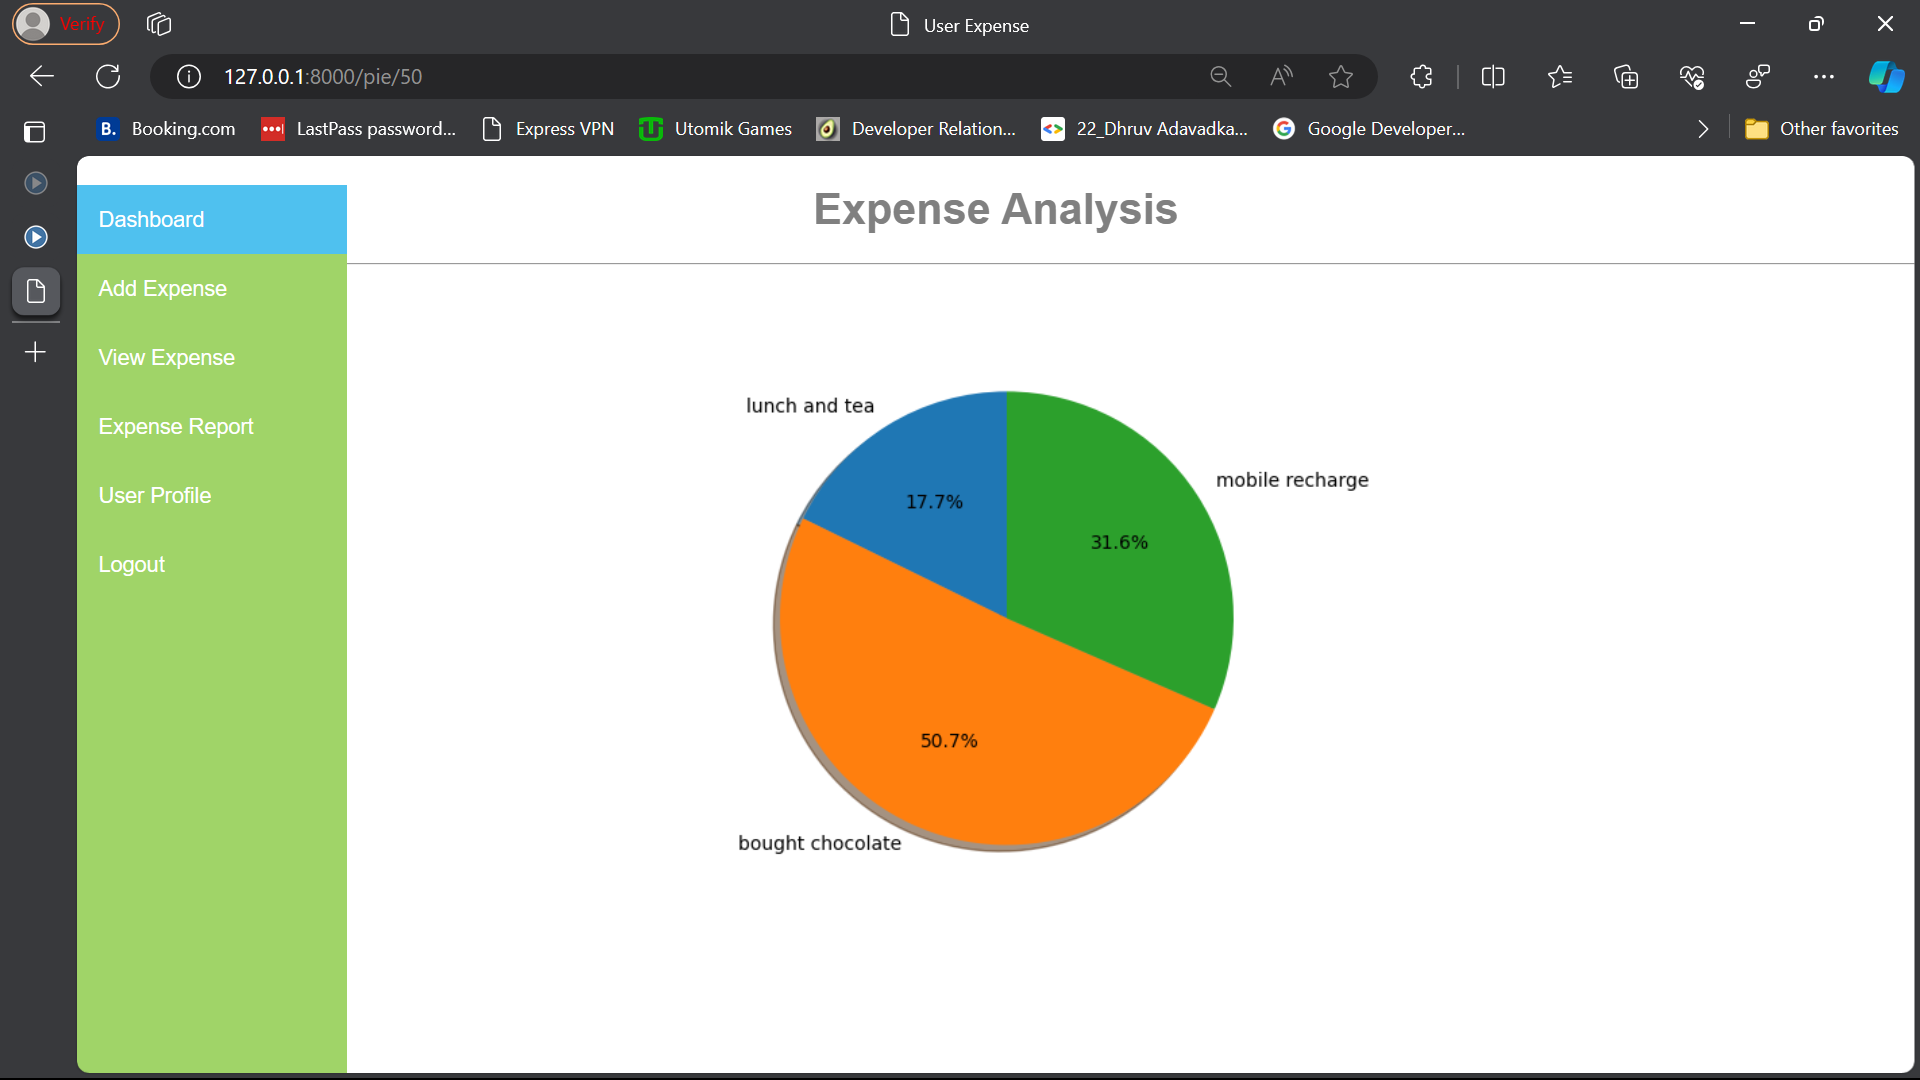 Verify
User Expense
127.0.0.1:8000/pie/50
Booking.com
LastPass password...
Express VPN
Utomik Games
Developer Relation...
22_Dhruv Adavadka...
Google Developer...
Other favorites
Dashboard
Add Expense
View Expense
Expense Report
User Profile
Logout
Expense Analysis
lunch and tea
17.7%
mobile recharge
31.6%
50.7%
bought chocolate